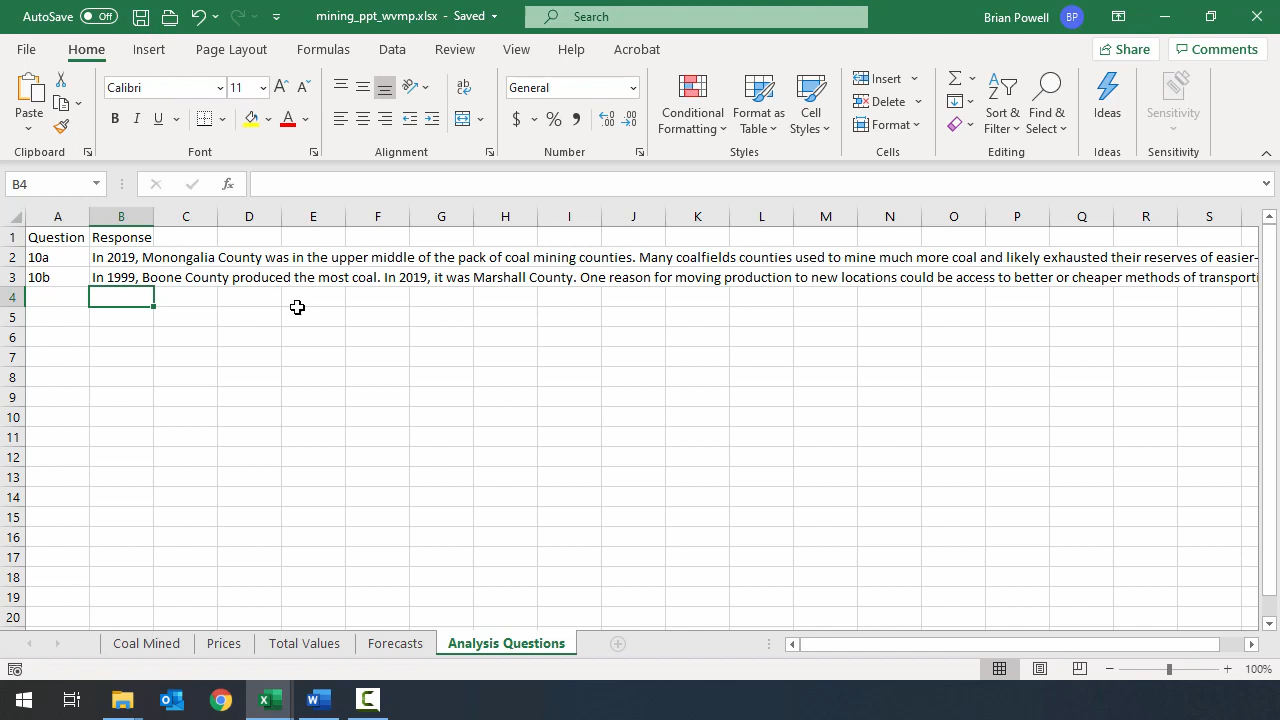 AutoSave Off mining_ppt_wvmp.xlsx - Saved Search Brian Powell BP
File Home Insert Page Layout Formulas Data Review View Help Acrobat Share Comments
Calibri 11 General Insert
Paste B I U A $ % Conditional Formatting Format as Table Cell Styles Delete Format Sort & Filter Find & Select Ideas Sensitivity
Clipboard Font Alignment Number Styles Cells Editing Ideas Sensitivity
B4 fx
A B C D E F G H I J K L M N O P Q R S
1 Question Response
2 10a In 2019, Monongalia County was in the upper middle of the pack of coal mining counties. Many coalfields counties used to mine much more coal and likely exhausted their reserves of easier-
3 10b In 1999, Boone County produced the most coal. In 2019, it was Marshall County. One reason for moving production to new locations could be access to better or cheaper methods of transporti
4
5
6
7
8
9
10
11
12
13
14
15
16
17
18
19
20
Coal Mined Prices Total Values Forecasts Analysis Questions
100%